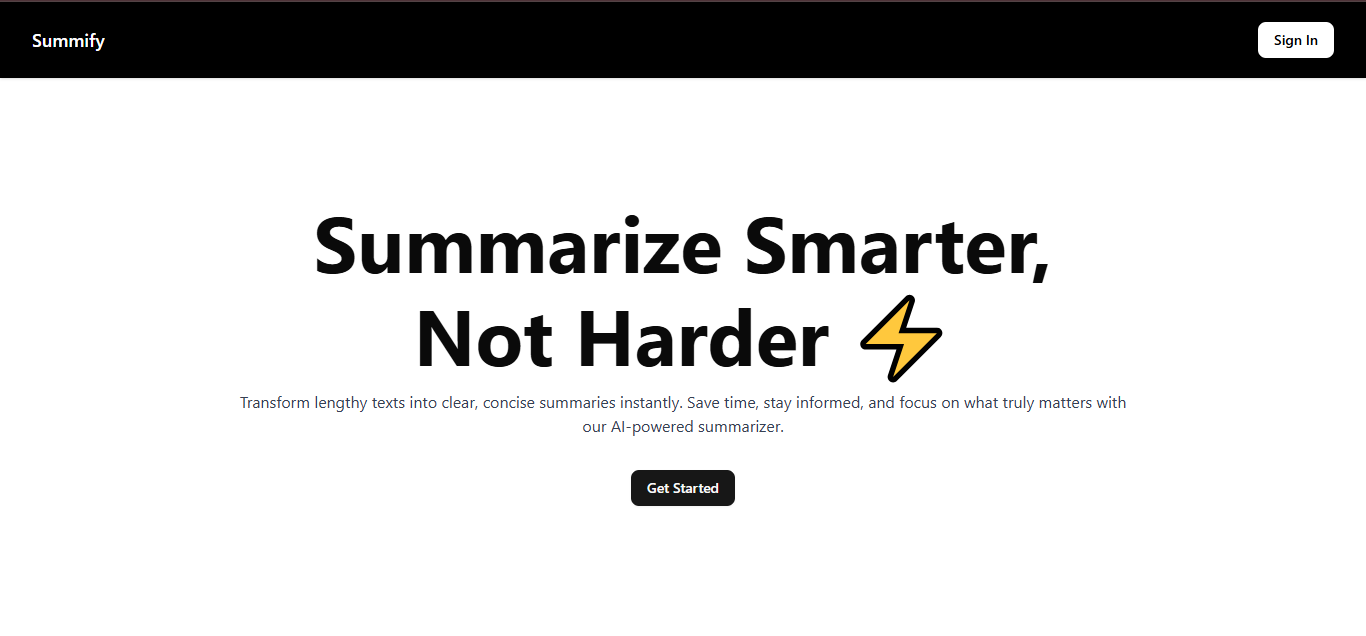 Summify
Sign In
Summarize Smarter,
Not Harder ⚡
Transform lengthy texts into clear, concise summaries instantly. Save time, stay informed, and focus on what truly matters with
our AI-powered summarizer.
Get Started